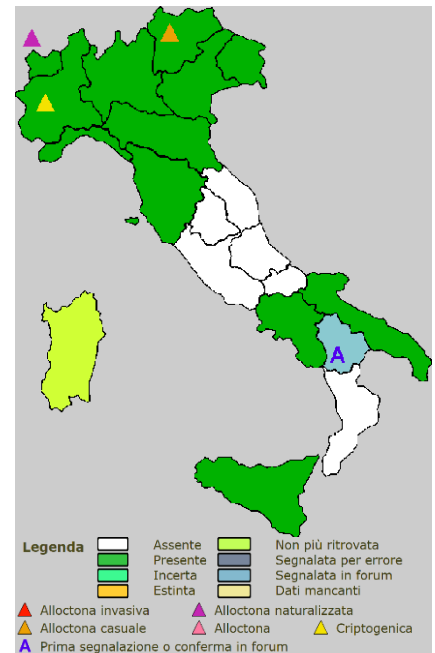 A
Legenda
Assente Non più ritrovata
Presente Segnalata per errore
Incerta Segnalata in forum
Estinta Dati mancanti
Alloctona invasiva Alloctona naturalizzata
Alloctona casuale Alloctona Criptogenica
A Prima segnalazione o conferma in forum